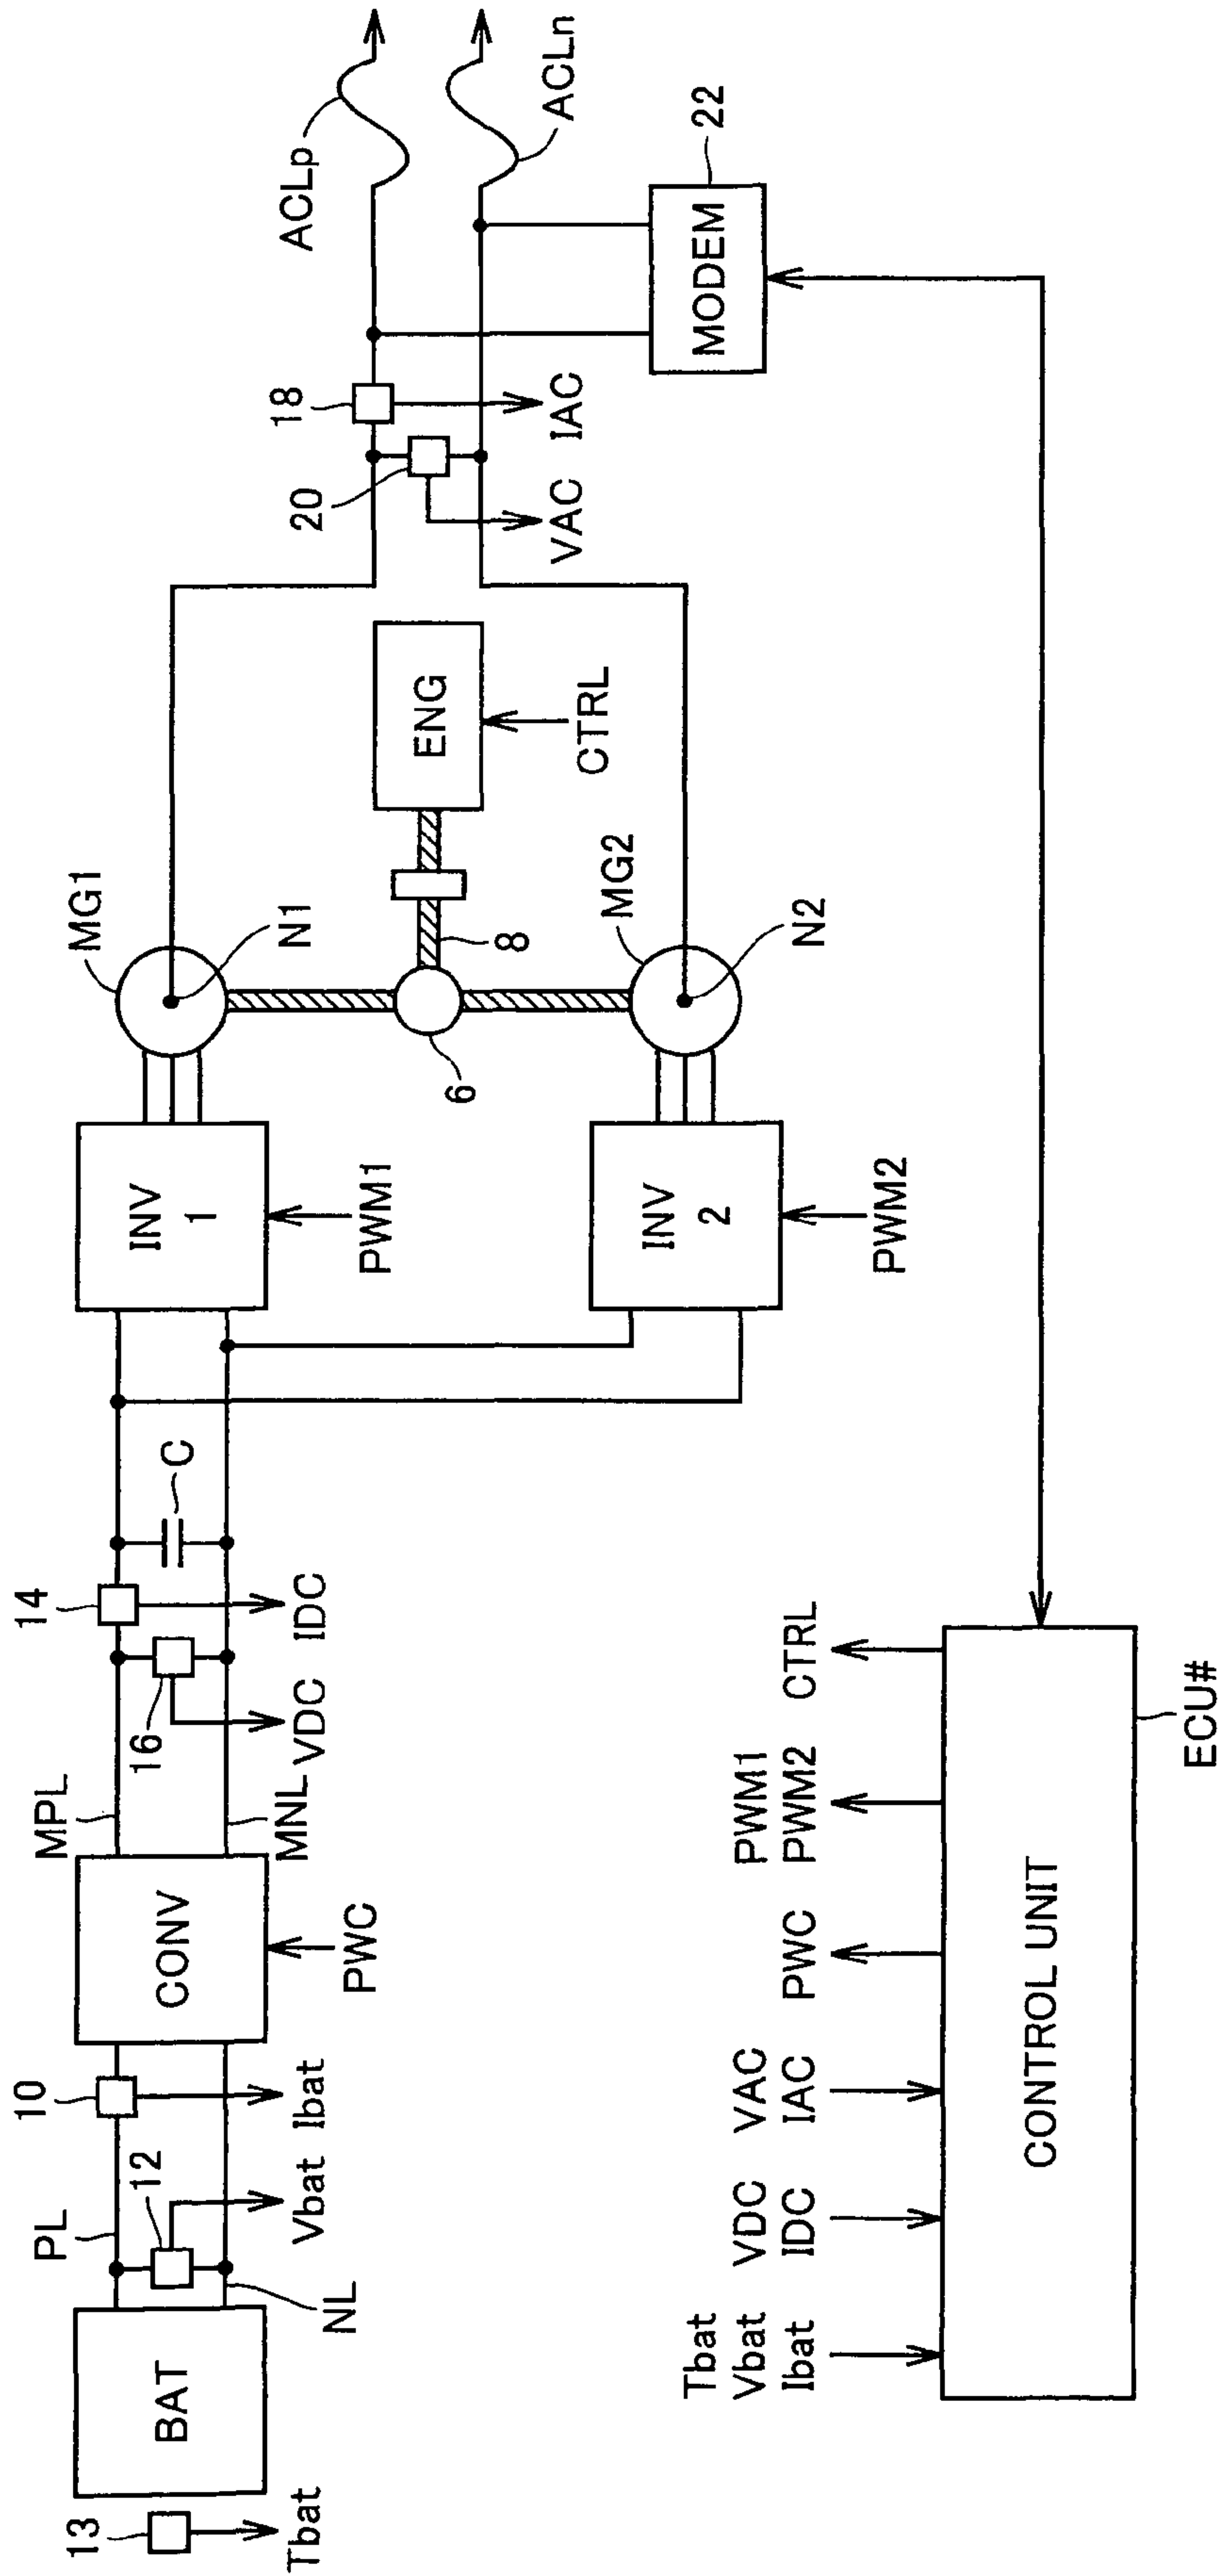 13
Tbat
BAT
PL
12
10
NL
Vbat
Ibat
CONV
PWC
MPL
MNL
16
14
VDC
IDC
C
INV
1
PWM1
INV
2
PWM2
MG1
N1
6
8
MG2
N2
ENG
CTRL
20
18
VAC
IAC
ACLp
ACLn
MODEM
22
Tbat
Vbat
Ibat
VDC
IDC
VAC
IAC
PWC
PWM1
PWM2
CTRL
CONTROL UNIT
ECU#